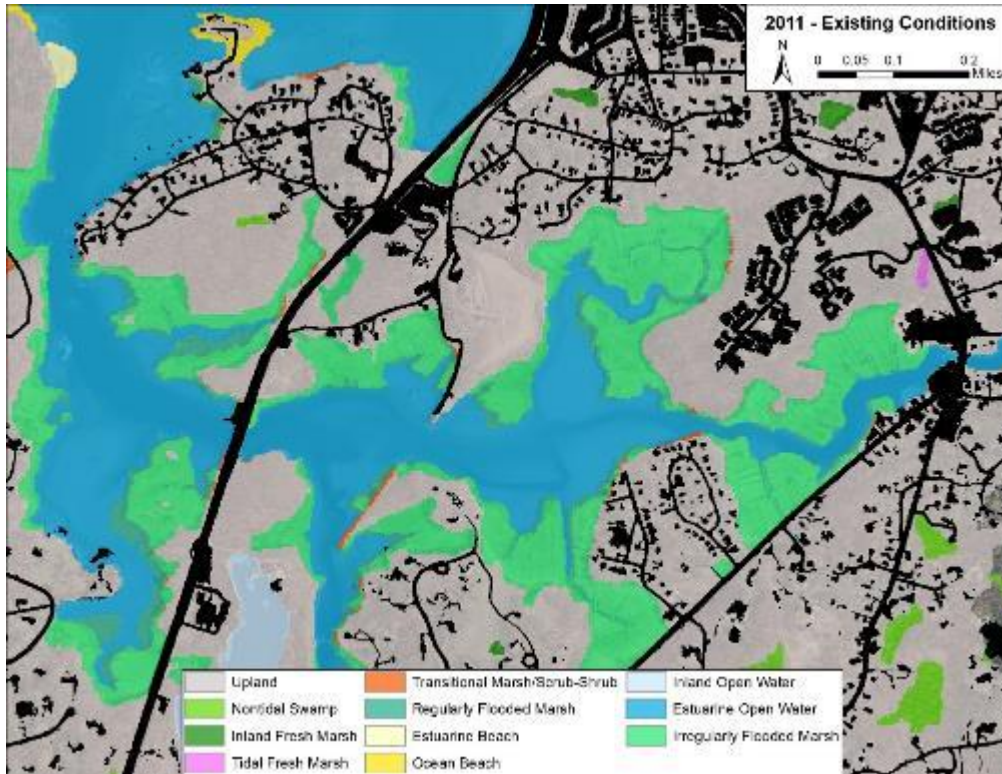 2011 - Existing Conditions
N
0 0.05 0.1 0.2
Miles
Upland
Nontidal Swamp
Inland Fresh Marsh
Tidal Fresh Marsh
Transitional Marsh/Scrub-Shrub
Regularly Flooded Marsh
Estuarine Beach
Ocean Beach
Inland Open Water
Estuarine Open Water
Irregularly Flooded Marsh